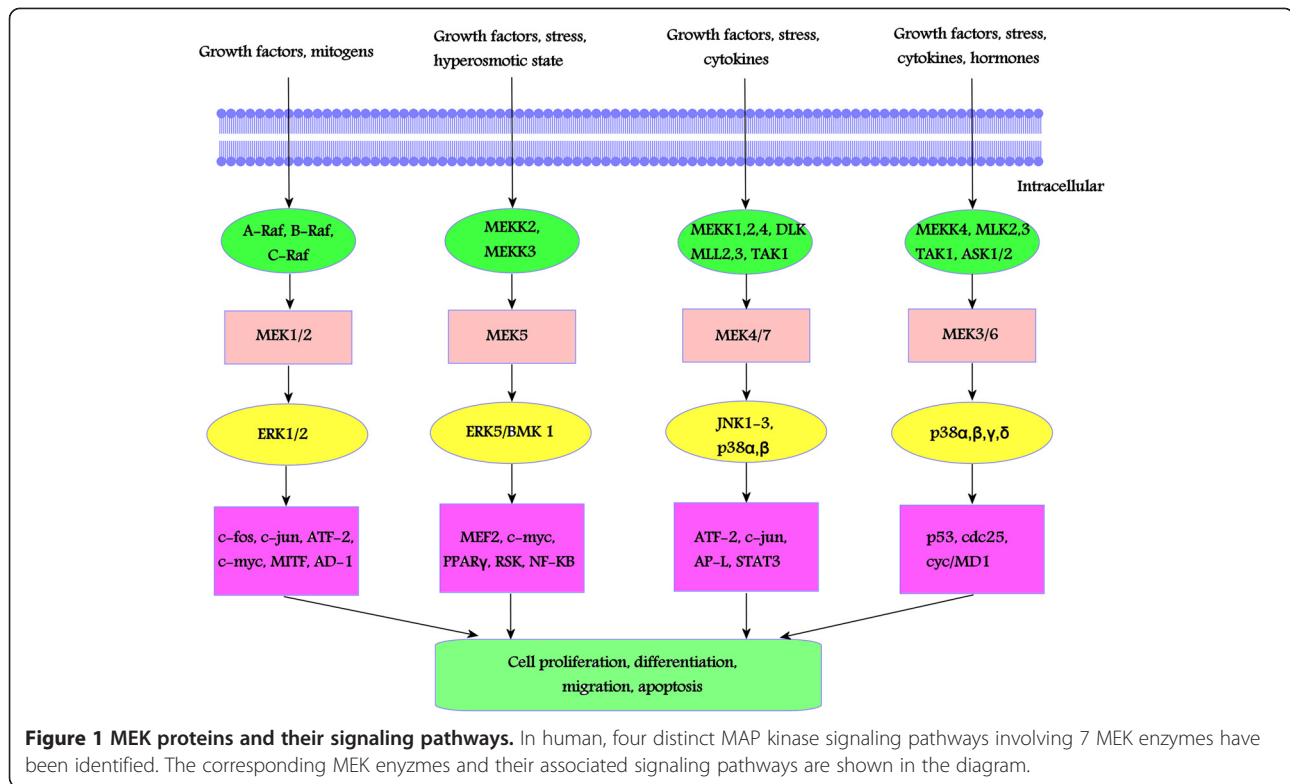 Growth factors, mitogens
Growth factors, stress,
hyperosmotic state
Growth factors, stress,
cytokines
Growth factors, stress,
cytokines, hormones
Intracellular
A-Raf, B-Raf,
C-Raf
MEKK2,
MEKK3
MEKK1,2,4, DLK
MLL2,3, TAK1
MEKK4, MLK2,3
TAK1, ASK1/2
MEK1/2
MEK5
MEK4/7
MEK3/6
ERK1/2
ERK5/BMK 1
JNK1-3,
p38α,β
p38α,β,γ,δ
c-fos, c-jun, ATF-2,
c-myc, MITF, AD-1
MEF2, c-myc,
PPARγ, RSK, NF-KB
ATF-2, c-jun,
AP-L, STAT3
p53, cdc25,
cyc/MD1
Cell proliferation, differentiation,
migration, apoptosis
Figure 1 MEK proteins and their signaling pathways. In human, four distinct MAP kinase signaling pathways involving 7 MEK enzymes have
been identified. The corresponding MEK enyzmes and their associated signaling pathways are shown in the diagram.